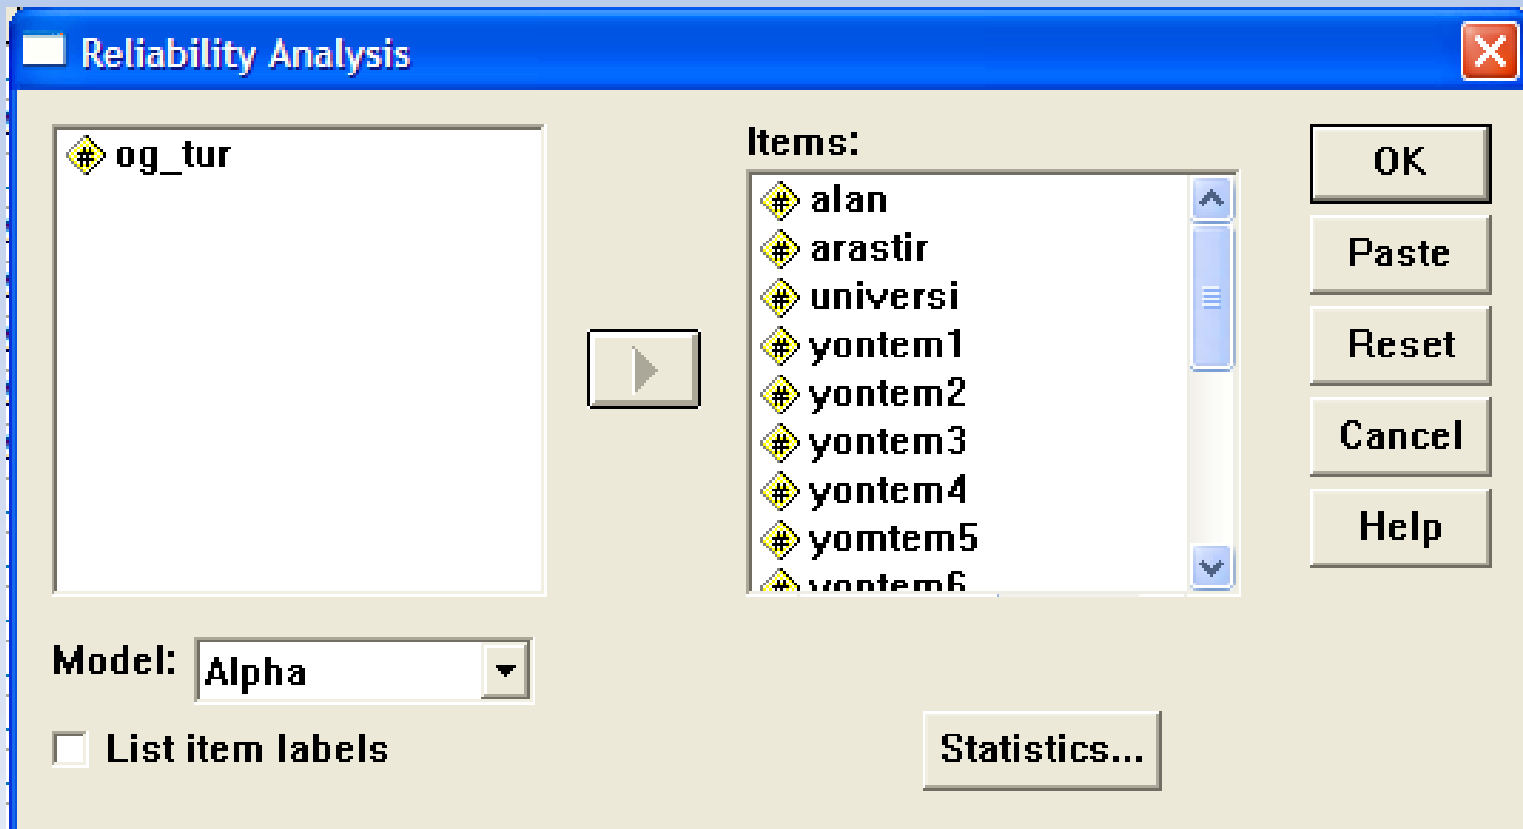 Reliability Analysis
og_tur
Items:
alan
arastir
universi
yontem1
yontem2
yontem3
yontem4
yomtem5
yontem6
OK
Paste
Reset
Cancel
Help
Model: Alpha
List item labels
Statistics...